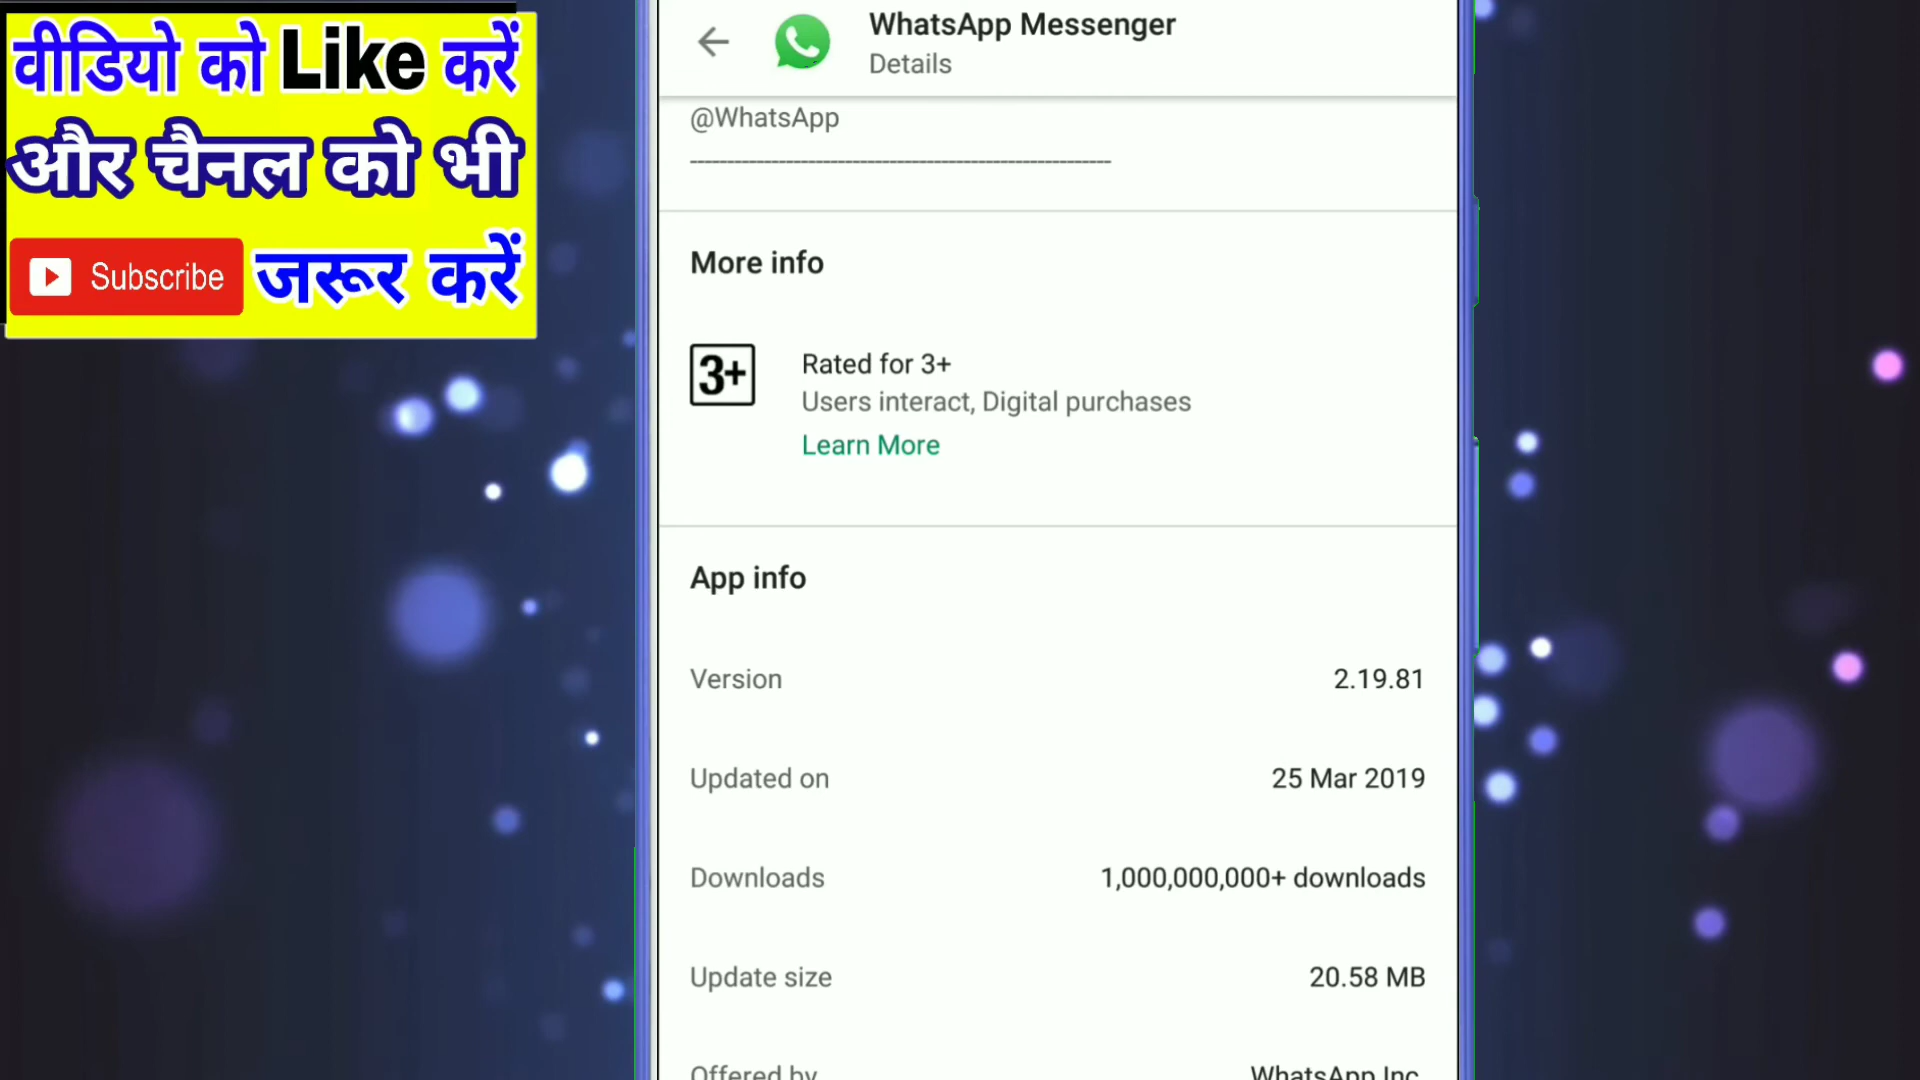 वीडियो को Like करें
और चैनल को भी
Subscribe जरूर करें
WhatsApp Messenger
Details
@WhatsApp
---------------------------------------------------------
More info
3+
Rated for 3+
Users interact, Digital purchases
Learn More
App info
Version 2.19.81
Updated on 25 Mar 2019
Downloads 1,000,000,000+ downloads
Update size 20.58 MB
Offered by WhatsApp Inc.